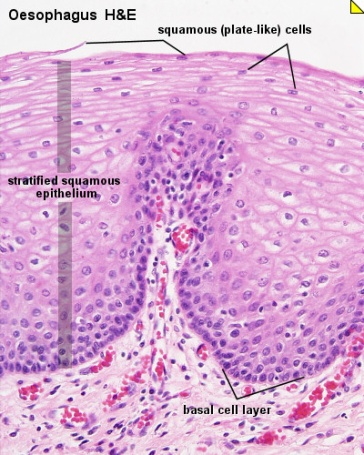 Oesophagus H&E
squamous (plate-like) cells
stratified squamous
epithelium
basal cell layer